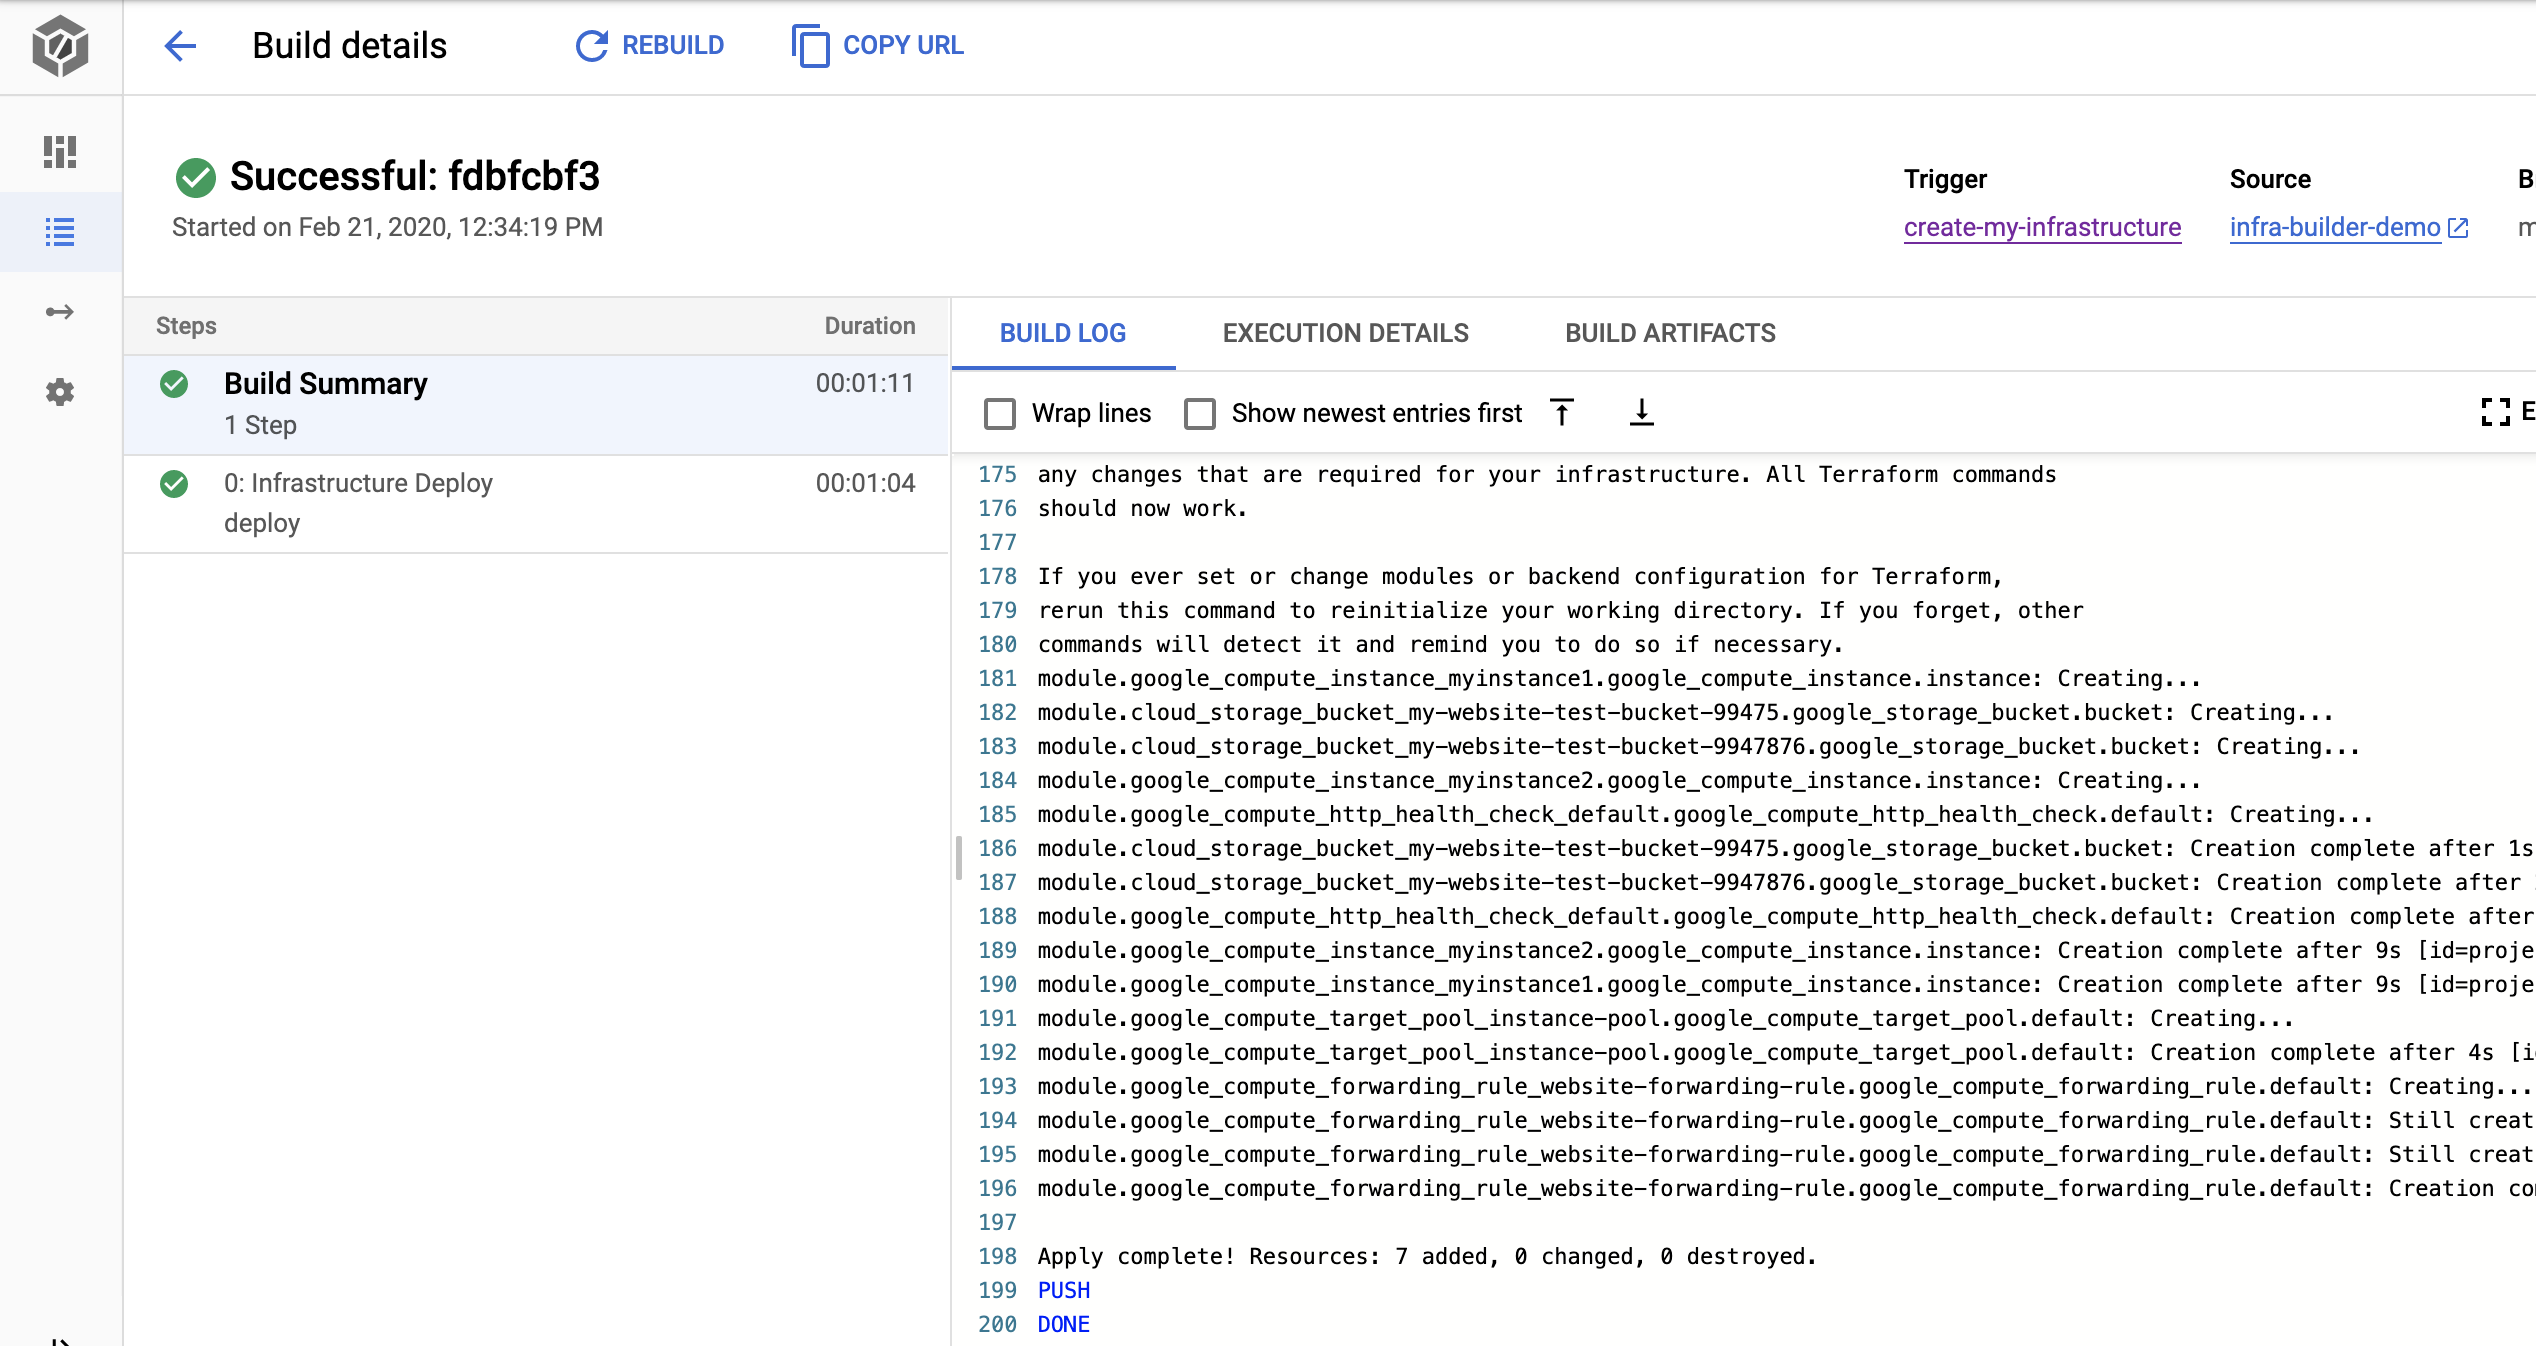 Build details
REBUILD
COPY URL
Successful: fdbfcbf3
Started on Feb 21, 2020, 12:34:19 PM
Trigger
create-my-infrastructure
Source
infra-builder-demo
Steps Duration
Build Summary 00:01:11
1 Step
0: Infrastructure Deploy 00:01:04
deploy
BUILD LOG EXECUTION DETAILS BUILD ARTIFACTS
Wrap lines Show newest entries first
175 any changes that are required for your infrastructure. All Terraform commands
176 should now work.
177
178 If you ever set or change modules or backend configuration for Terraform,
179 rerun this command to reinitialize your working directory. If you forget, other
180 commands will detect it and remind you to do so if necessary.
181 module.google_compute_instance_myinstance1.google_compute_instance.instance: Creating...
182 module.cloud_storage_bucket_my-website-test-bucket-99475.google_storage_bucket.bucket: Creating...
183 module.cloud_storage_bucket_my-website-test-bucket-9947876.google_storage_bucket.bucket: Creating...
184 module.google_compute_instance_myinstance2.google_compute_instance.instance: Creating...
185 module.google_compute_http_health_check_default.google_compute_http_health_check.default: Creating...
186 module.cloud_storage_bucket_my-website-test-bucket-99475.google_storage_bucket.bucket: Creation complete after 1s
187 module.cloud_storage_bucket_my-website-test-bucket-9947876.google_storage_bucket.bucket: Creation complete after
188 module.google_compute_http_health_check_default.google_compute_http_health_check.default: Creation complete after
189 module.google_compute_instance_myinstance2.google_compute_instance.instance: Creation complete after 9s [id=proje
190 module.google_compute_instance_myinstance1.google_compute_instance.instance: Creation complete after 9s [id=proje
191 module.google_compute_target_pool_instance-pool.google_compute_target_pool.default: Creating...
192 module.google_compute_target_pool_instance-pool.google_compute_target_pool.default: Creation complete after 4s [i
193 module.google_compute_forwarding_rule_website-forwarding-rule.google_compute_forwarding_rule.default: Creating...
194 module.google_compute_forwarding_rule_website-forwarding-rule.google_compute_forwarding_rule.default: Still creat
195 module.google_compute_forwarding_rule_website-forwarding-rule.google_compute_forwarding_rule.default: Still creat
196 module.google_compute_forwarding_rule_website-forwarding-rule.google_compute_forwarding_rule.default: Creation co
197
198 Apply complete! Resources: 7 added, 0 changed, 0 destroyed.
199 PUSH
200 DONE